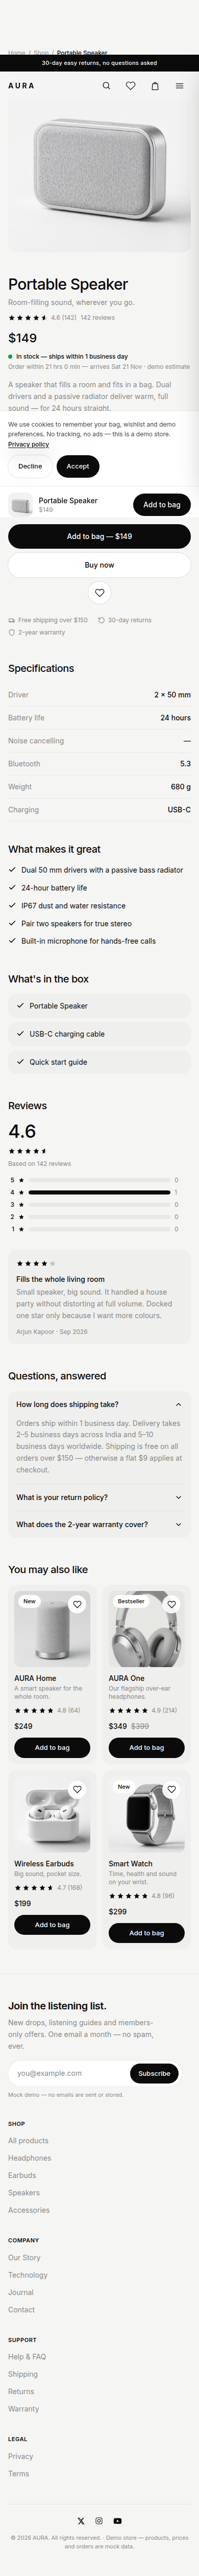 Home / Shop / Portable Speaker
30-day easy returns, no questions asked
AURA
Portable Speaker
Room-filling sound, wherever you go.
4.6 (142) 142 reviews
$149
In stock — ships within 1 business day
Order within 21 hrs 0 min — arrives Sat 21 Nov · demo estimate
A speaker that fills a room and fits in a bag. Dual
drivers and a passive radiator deliver warm, full
sound — for 24 hours straight.
We use cookies to remember your bag, wishlist and demo
preferences. No tracking, no ads — this is a demo store.
Privacy policy
Decline
Accept
Portable Speaker
$149
Add to bag
Add to bag — $149
Buy now
Free shipping over $150
30-day returns
2-year warranty
Specifications
Driver 2 × 50 mm
Battery life 24 hours
Noise cancelling —
Bluetooth 5.3
Weight 680 g
Charging USB-C
What makes it great
Dual 50 mm drivers with a passive bass radiator
24-hour battery life
IP67 dust and water resistance
Pair two speakers for true stereo
Built-in microphone for hands-free calls
What's in the box
Portable Speaker
USB-C charging cable
Quick start guide
Reviews
4.6
Based on 142 reviews
5 0
4 1
3 0
2 0
1 0
Fills the whole living room
Small speaker, big sound. It handled a house
party without distorting at full volume. Docked
one star only because I want more colours.
Arjun Kapoor · Sep 2026
Questions, answered
How long does shipping take?
Orders ship within 1 business day. Delivery takes
2–5 business days across India and 5–10
business days worldwide. Shipping is free on all
orders over $150 — otherwise a flat $9 applies at
checkout.
What is your return policy?
What does the 2-year warranty cover?
You may also like
New
AURA Home
A smart speaker for the
whole room.
4.8 (64)
$249
Add to bag
Bestseller
AURA One
Our flagship over-ear
headphones.
4.9 (214)
$349 $399
Add to bag
Wireless Earbuds
Big sound, pocket size.
4.7 (168)
$199
Add to bag
New
Smart Watch
Time, health and sound
on your wrist.
4.8 (96)
$299
Add to bag
Join the listening list.
New drops, listening guides and members-
only offers. One email a month — no spam,
ever.
you@example.com
Subscribe
Mock demo — no emails are sent or stored.
SHOP
All products
Headphones
Earbuds
Speakers
Accessories
COMPANY
Our Story
Technology
Journal
Contact
SUPPORT
Help & FAQ
Shipping
Returns
Warranty
LEGAL
Privacy
Terms
© 2026 AURA. All rights reserved. · Demo store — products, prices
and orders are mock data.